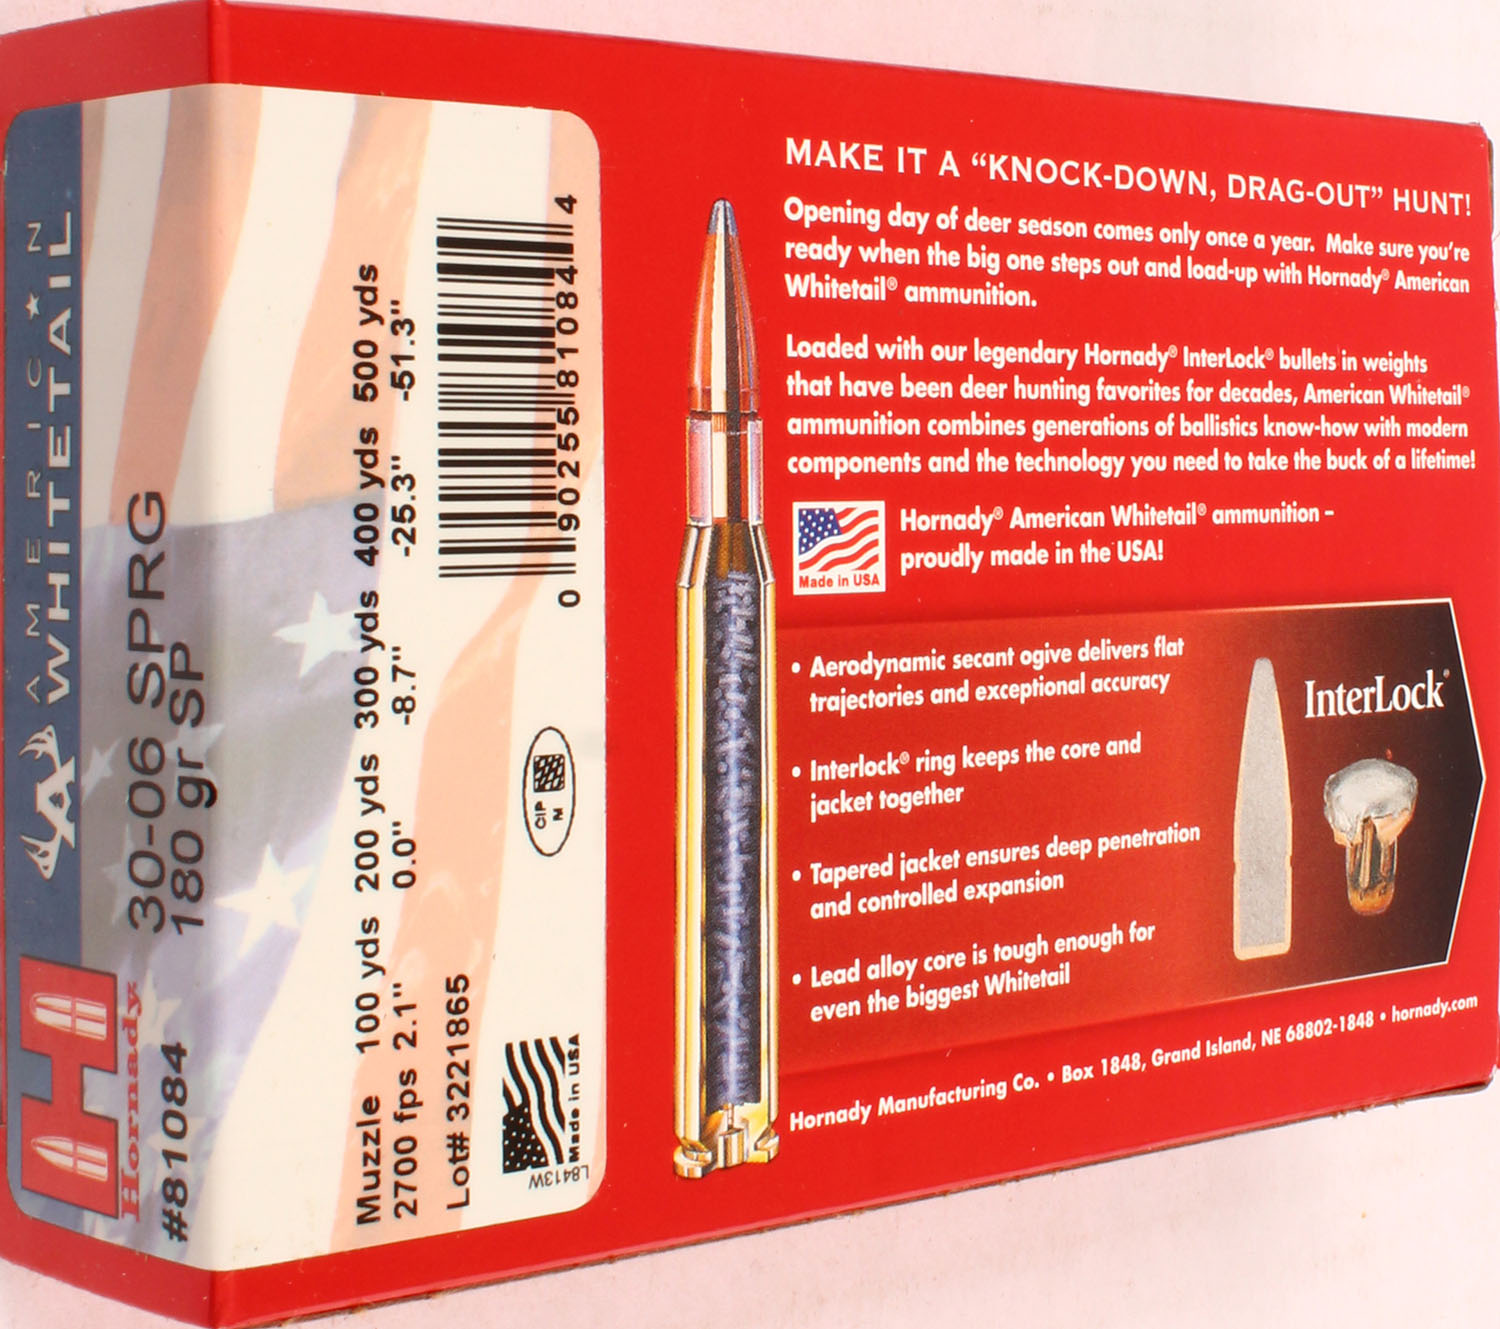 AMERICAN
WHITETAIL
Hornady
30-06 SPRG
180 gr SP
#81084
Muzzle 100 yds 200 yds 300 yds 400 yds 500 yds
2700 fps 2.1" 0.0" -8.7" -25.3" -51.3"
Lot# 3221865
0 90255 81084 4
CIP
M
Made in USA
L8413W
MAKE IT A “KNOCK-DOWN, DRAG-OUT” HUNT!
Opening day of deer season comes only once a year. Make sure you’re
ready when the big one steps out and load-up with Hornady® American
Whitetail® ammunition.
Loaded with our legendary Hornady® InterLock® bullets in weights
that have been deer hunting favorites for decades, American Whitetail®
ammunition combines generations of ballistics know-how with modern
components and the technology you need to take the buck of a lifetime!
Made in USA
Hornady® American Whitetail® ammunition –
proudly made in the USA!
• Aerodynamic secant ogive delivers flat
trajectories and exceptional accuracy
• Interlock® ring keeps the core and
jacket together
• Tapered jacket ensures deep penetration
and controlled expansion
• Lead alloy core is tough enough for
even the biggest Whitetail
InterLock®
Hornady Manufacturing Co. • Box 1848, Grand Island, NE 68802-1848 • hornady.com